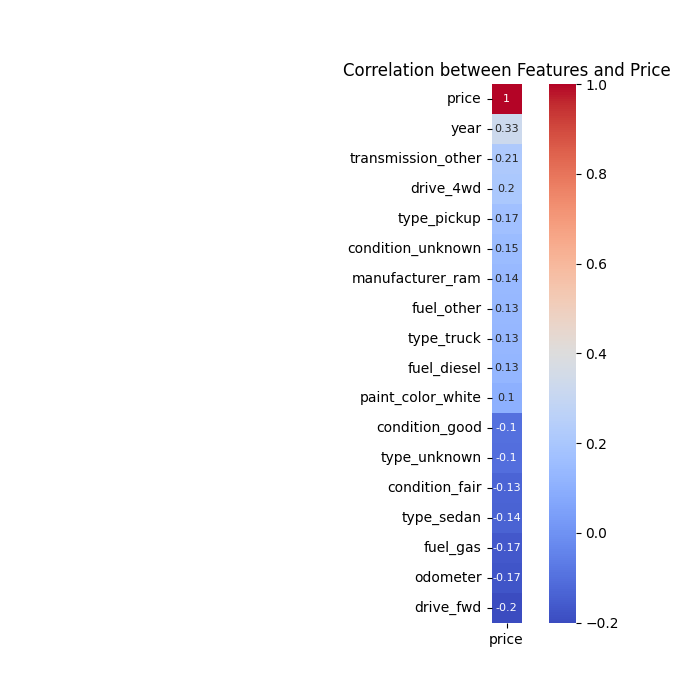 Correlation between Features and Price
price 1
year 0.33
transmission_other 0.21
drive_4wd 0.2
type_pickup 0.17
condition_unknown 0.15
manufacturer_ram 0.14
fuel_other 0.13
type_truck 0.13
fuel_diesel 0.13
paint_color_white 0.1
condition_good -0.1
type_unknown -0.1
condition_fair -0.13
type_sedan -0.14
fuel_gas -0.17
odometer -0.17
drive_fwd -0.2
price
1.0
0.8
0.6
0.4
0.2
0.0
−0.2